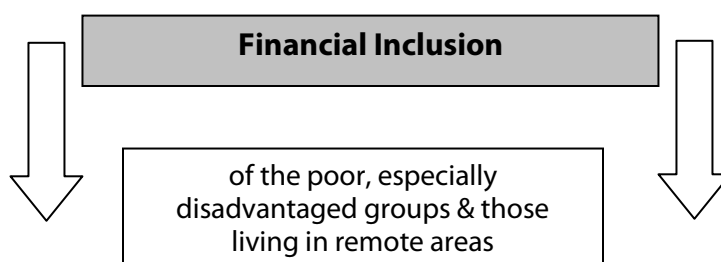 Financial Inclusion
of the poor, especially
disadvantaged groups & those
living in remote areas